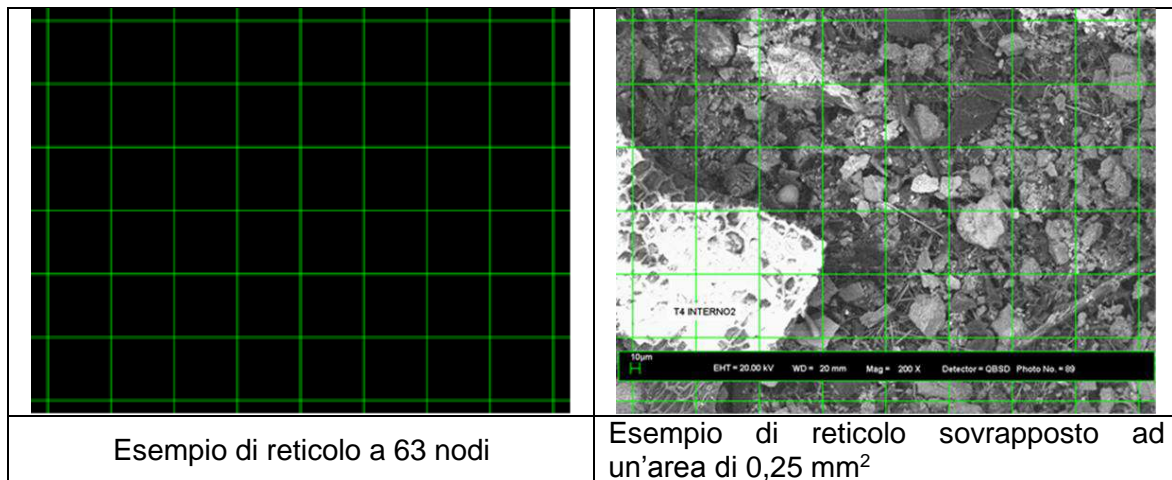 T4 INTERNO2
10µm
EHT = 20.00 kV WD = 20 mm Mag = 200 X Detector = QBSD Photo No. = 89
Esempio di reticolo a 63 nodi
Esempio di reticolo sovrapposto ad
un'area di 0,25 mm²